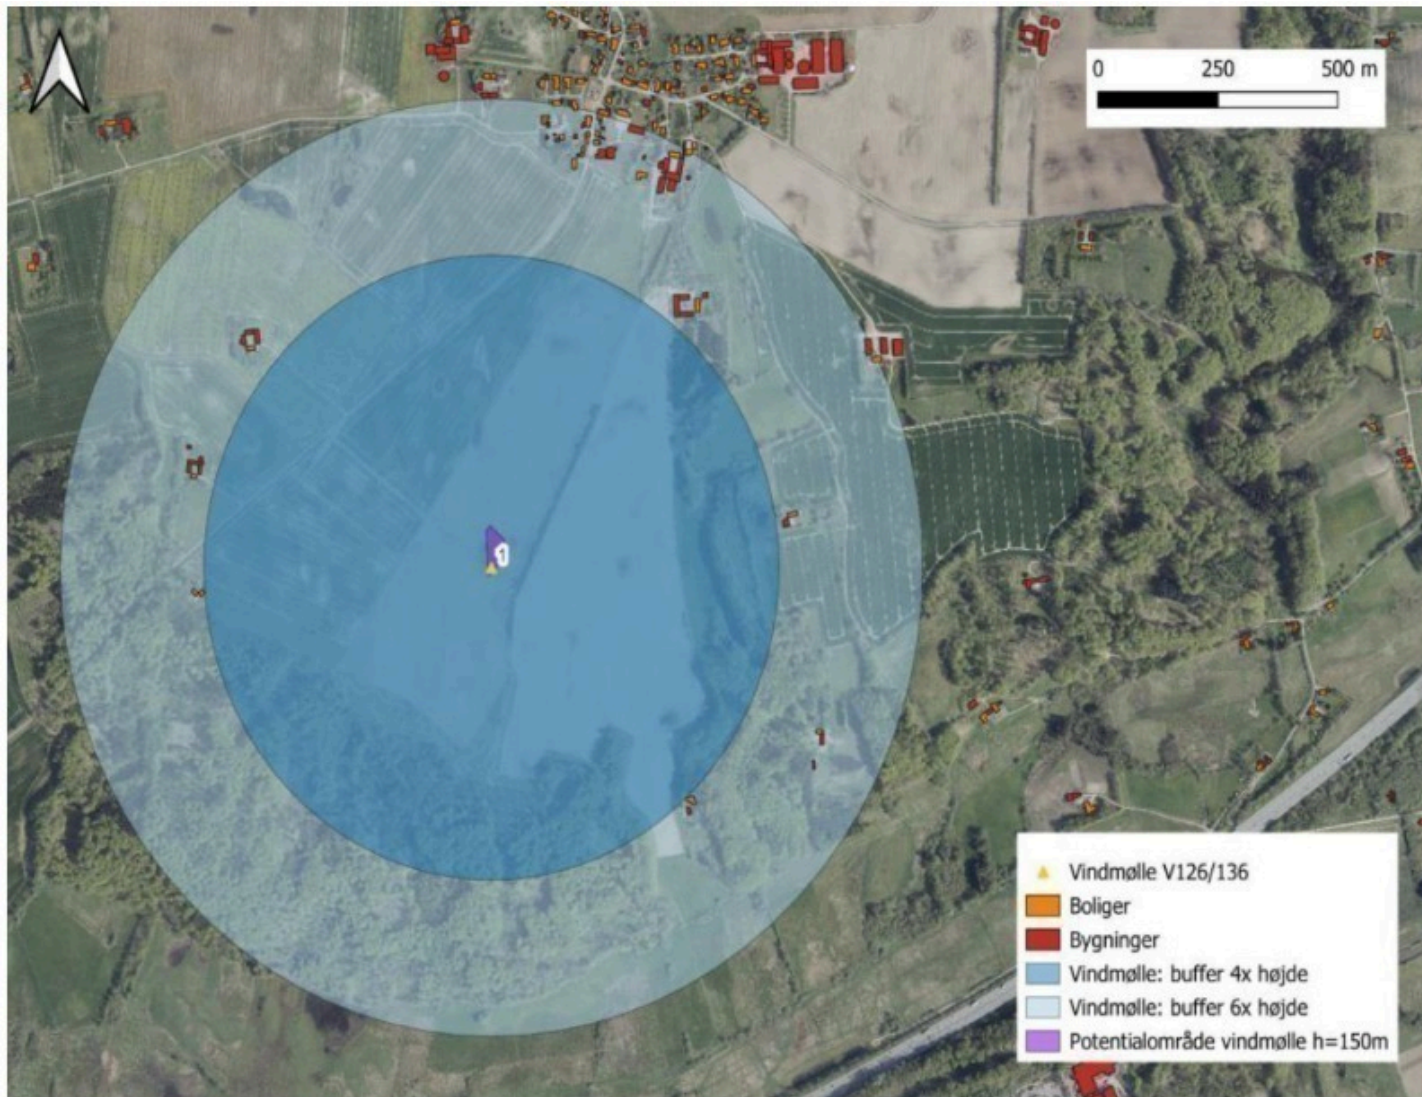 0 250 500 m
1
Vindmølle V126/136
Boliger
Bygninger
Vindmølle: buffer 4x højde
Vindmølle: buffer 6x højde
Potentialområde vindmølle h=150m